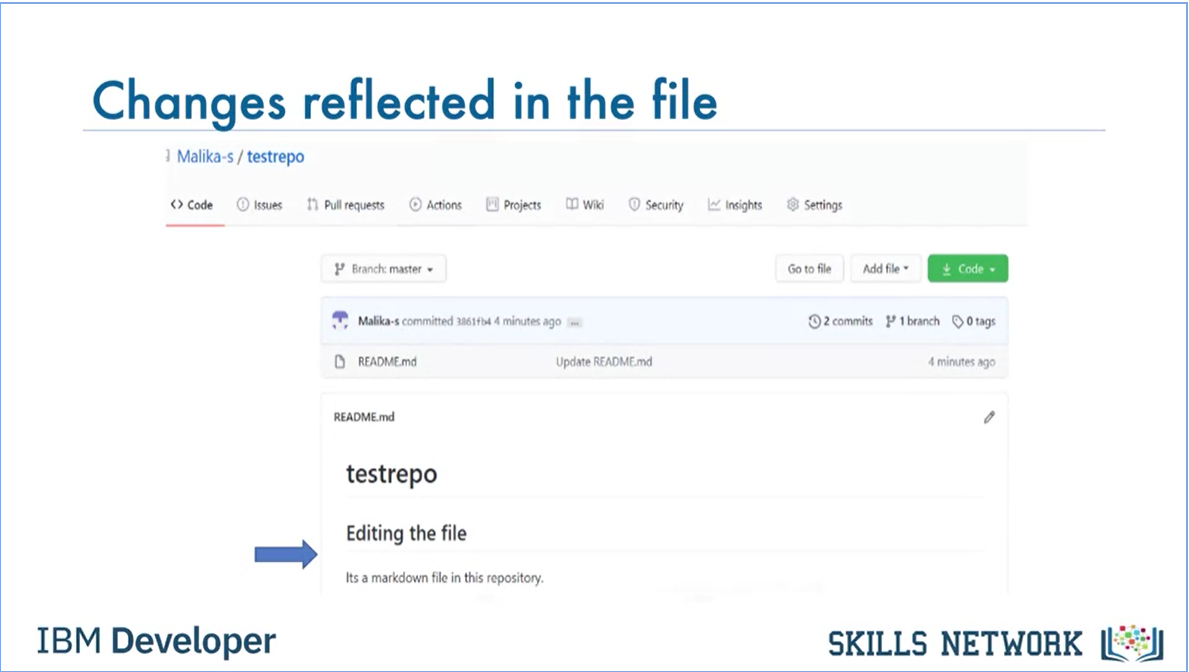 Changes reflected in the file
Malika-s / testrepo
Code Issues Pull requests Actions Projects Wiki Security Insights Settings
Branch: master Go to file Add file Code
Malika-s committed 3861fb4 4 minutes ago ... 2 commits 1 branch 0 tags
README.md Update README.md 4 minutes ago
README.md
testrepo
Editing the file
Its a markdown file in this repository.
IBM Developer SKILLS NETWORK